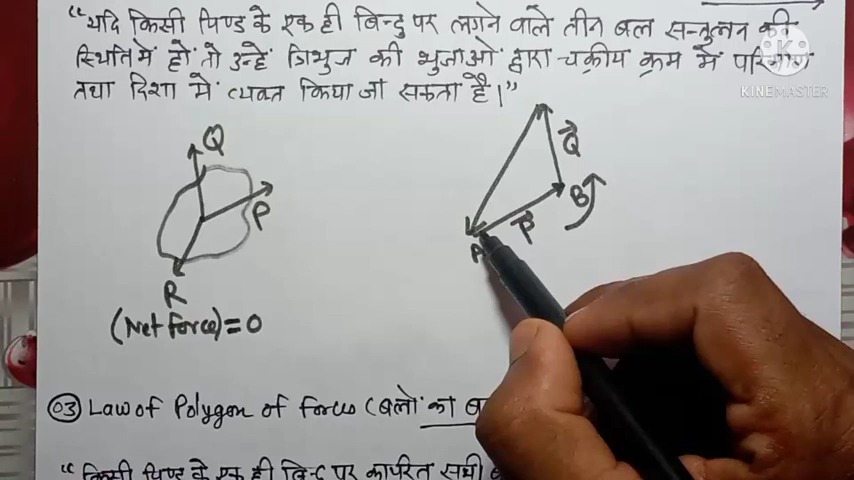 "यदि किसी पिण्ड के एक ही बिन्दु पर लगने वाले तीन बल सन्तुलन की
स्थिति में हों तो उन्हें त्रिभुज की भुजाओं द्वारा चक्रीय क्रम में परिमाण
तथा दिशा में व्यक्त किया जा सकता है।"
KINEMASTER
Q
P
R
(Net force) = 0
Q
B
P
A
03 Law of Polygon of forces (बलों का
"किसी पिण्ड के एक ही बिन्दु पर कार्यरत सभी